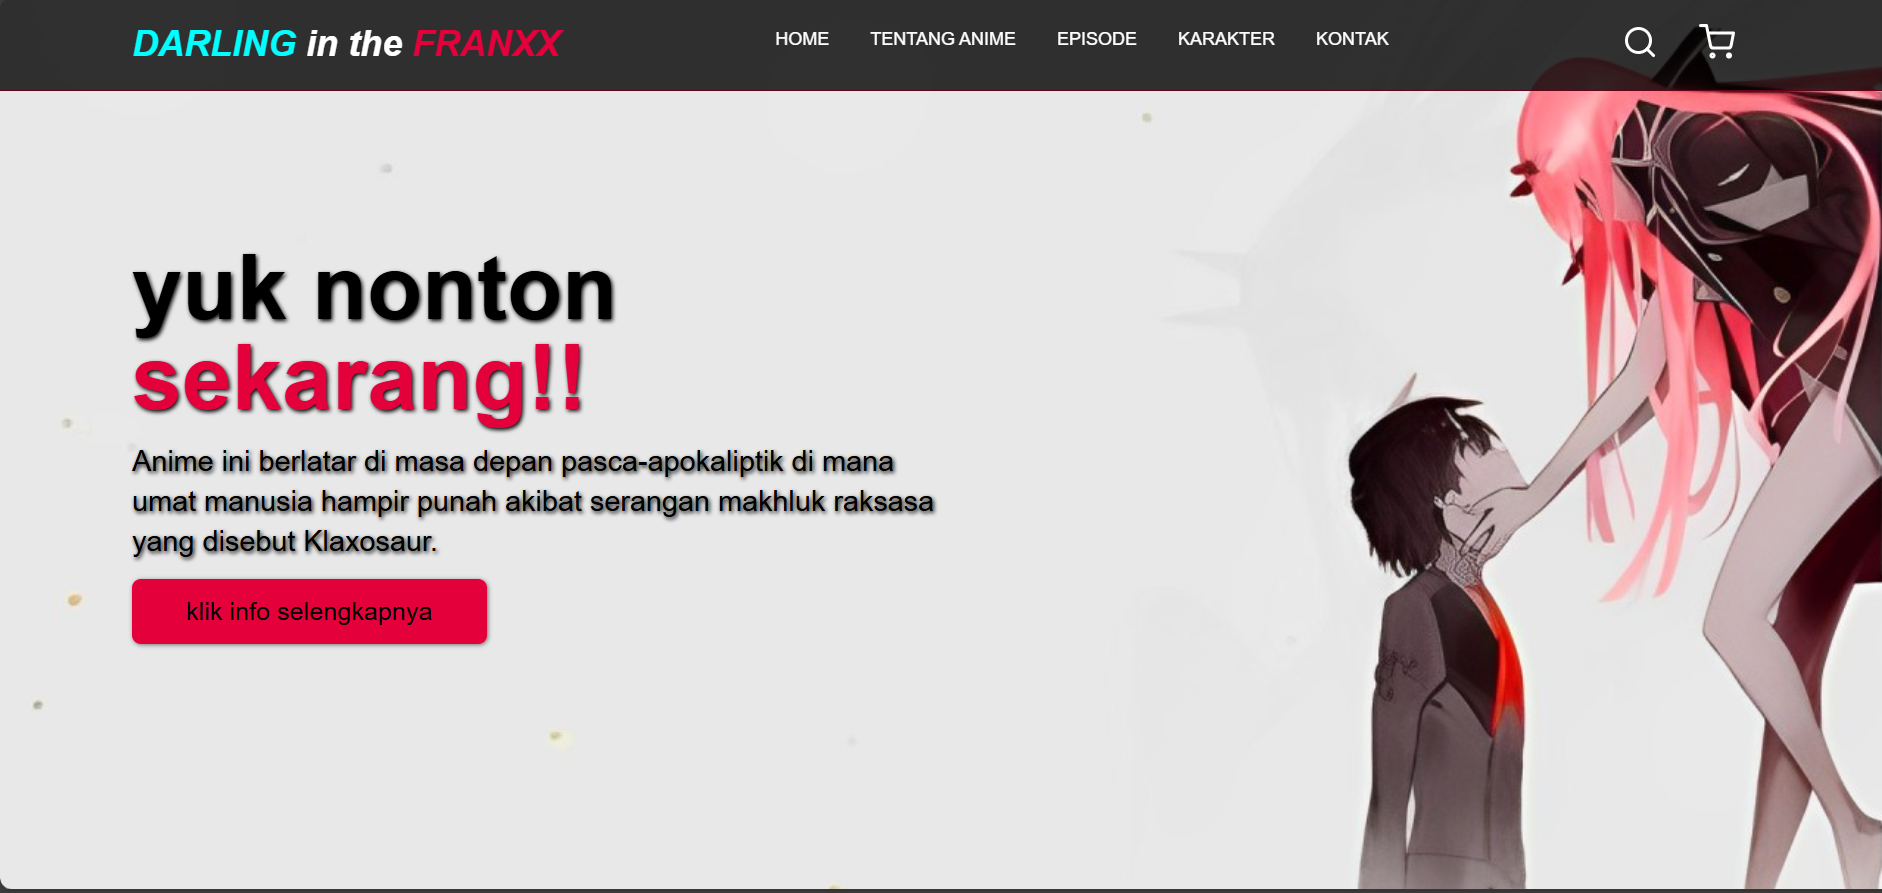 DARLING in the FRANXX
HOME TENTANG ANIME EPISODE KARAKTER KONTAK
yuk nonton
sekarang!!
Anime ini berlatar di masa depan pasca-apokaliptik di mana
umat manusia hampir punah akibat serangan makhluk raksasa
yang disebut Klaxosaur.
klik info selengkapnya